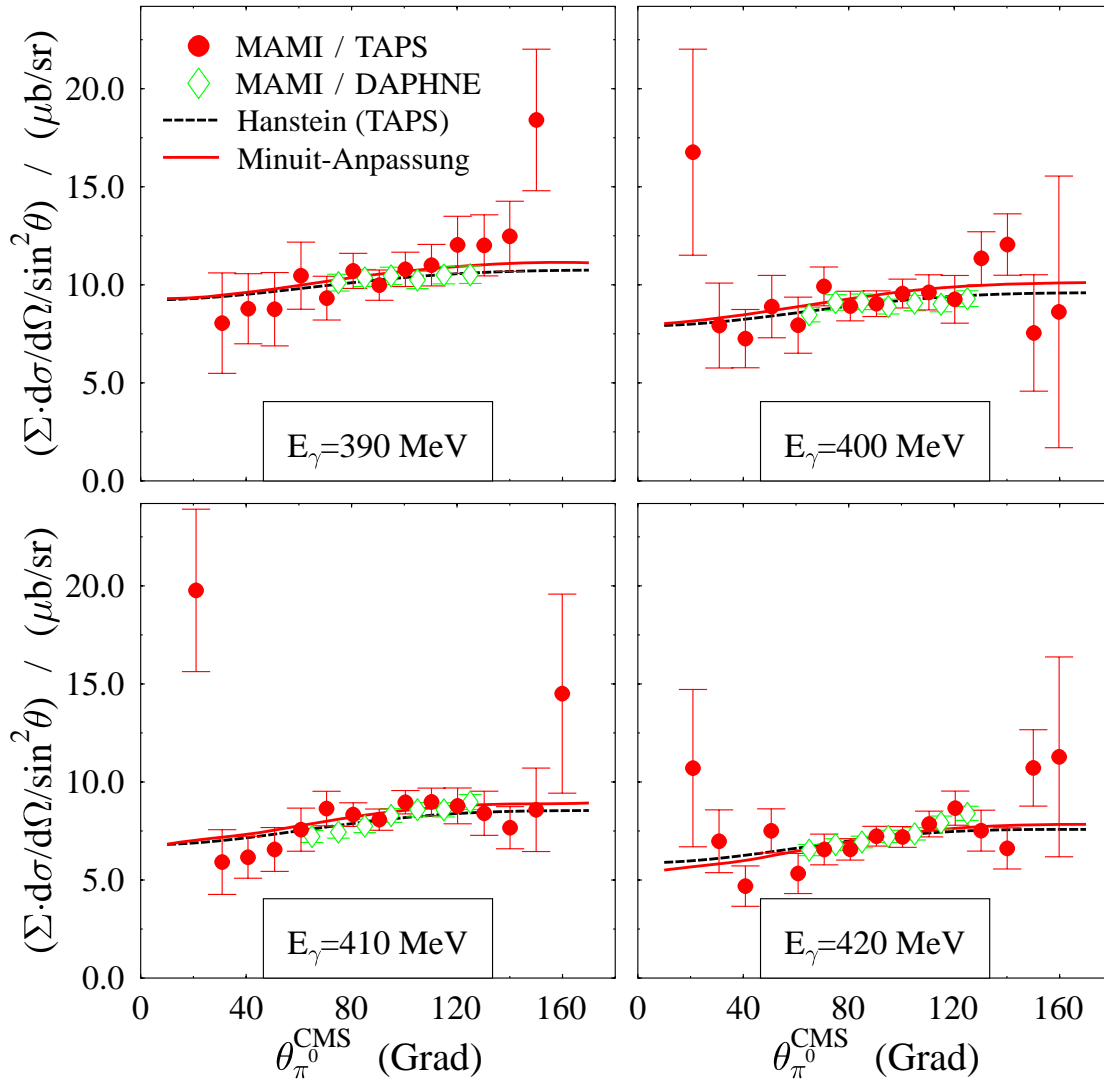 (Σ·dσ/dΩ/sin²θ) / (μb/sr)
20.0
15.0
10.0
5.0
0.0
MAMI / TAPS
MAMI / DAPHNE
Hanstein (TAPS)
Minuit-Anpassung
E_γ=390 MeV
E_γ=400 MeV
(Σ·dσ/dΩ/sin²θ) / (μb/sr)
20.0
15.0
10.0
5.0
0.0
E_γ=410 MeV
E_γ=420 MeV
0 40 80 120 160
0 40 80 120 160
θ_π⁰^CMS (Grad)
θ_π⁰^CMS (Grad)